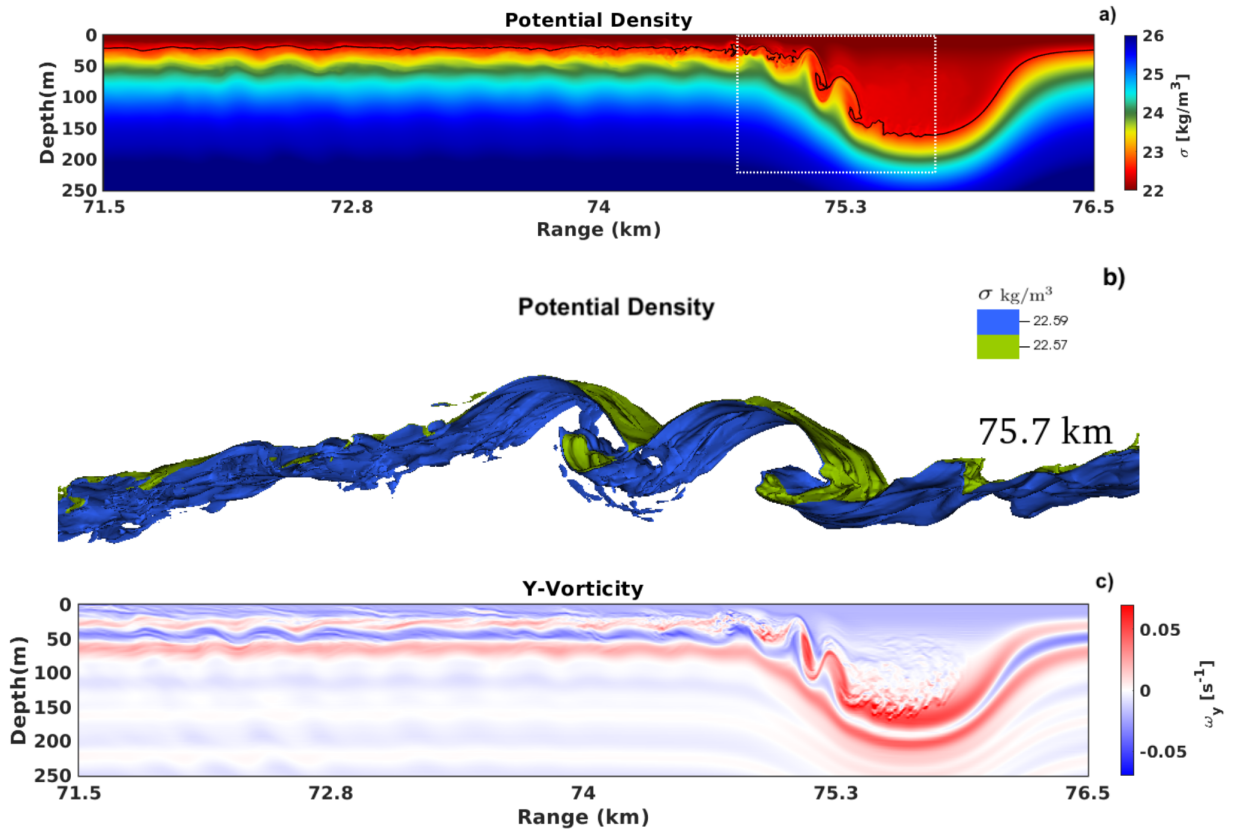 Potential Density
a)
0
50
100
150
200
250
Depth(m)
71.5 72.8 74 75.3 76.5
Range (km)
26
25
24
23
22
σ [kg/m³]
b)
Potential Density
σ kg/m³
22.59
22.57
75.7 km
Y-Vorticity
c)
0
50
100
150
200
250
Depth(m)
71.5 72.8 74 75.3 76.5
Range (km)
0.05
0
-0.05
ω_y [s⁻¹]